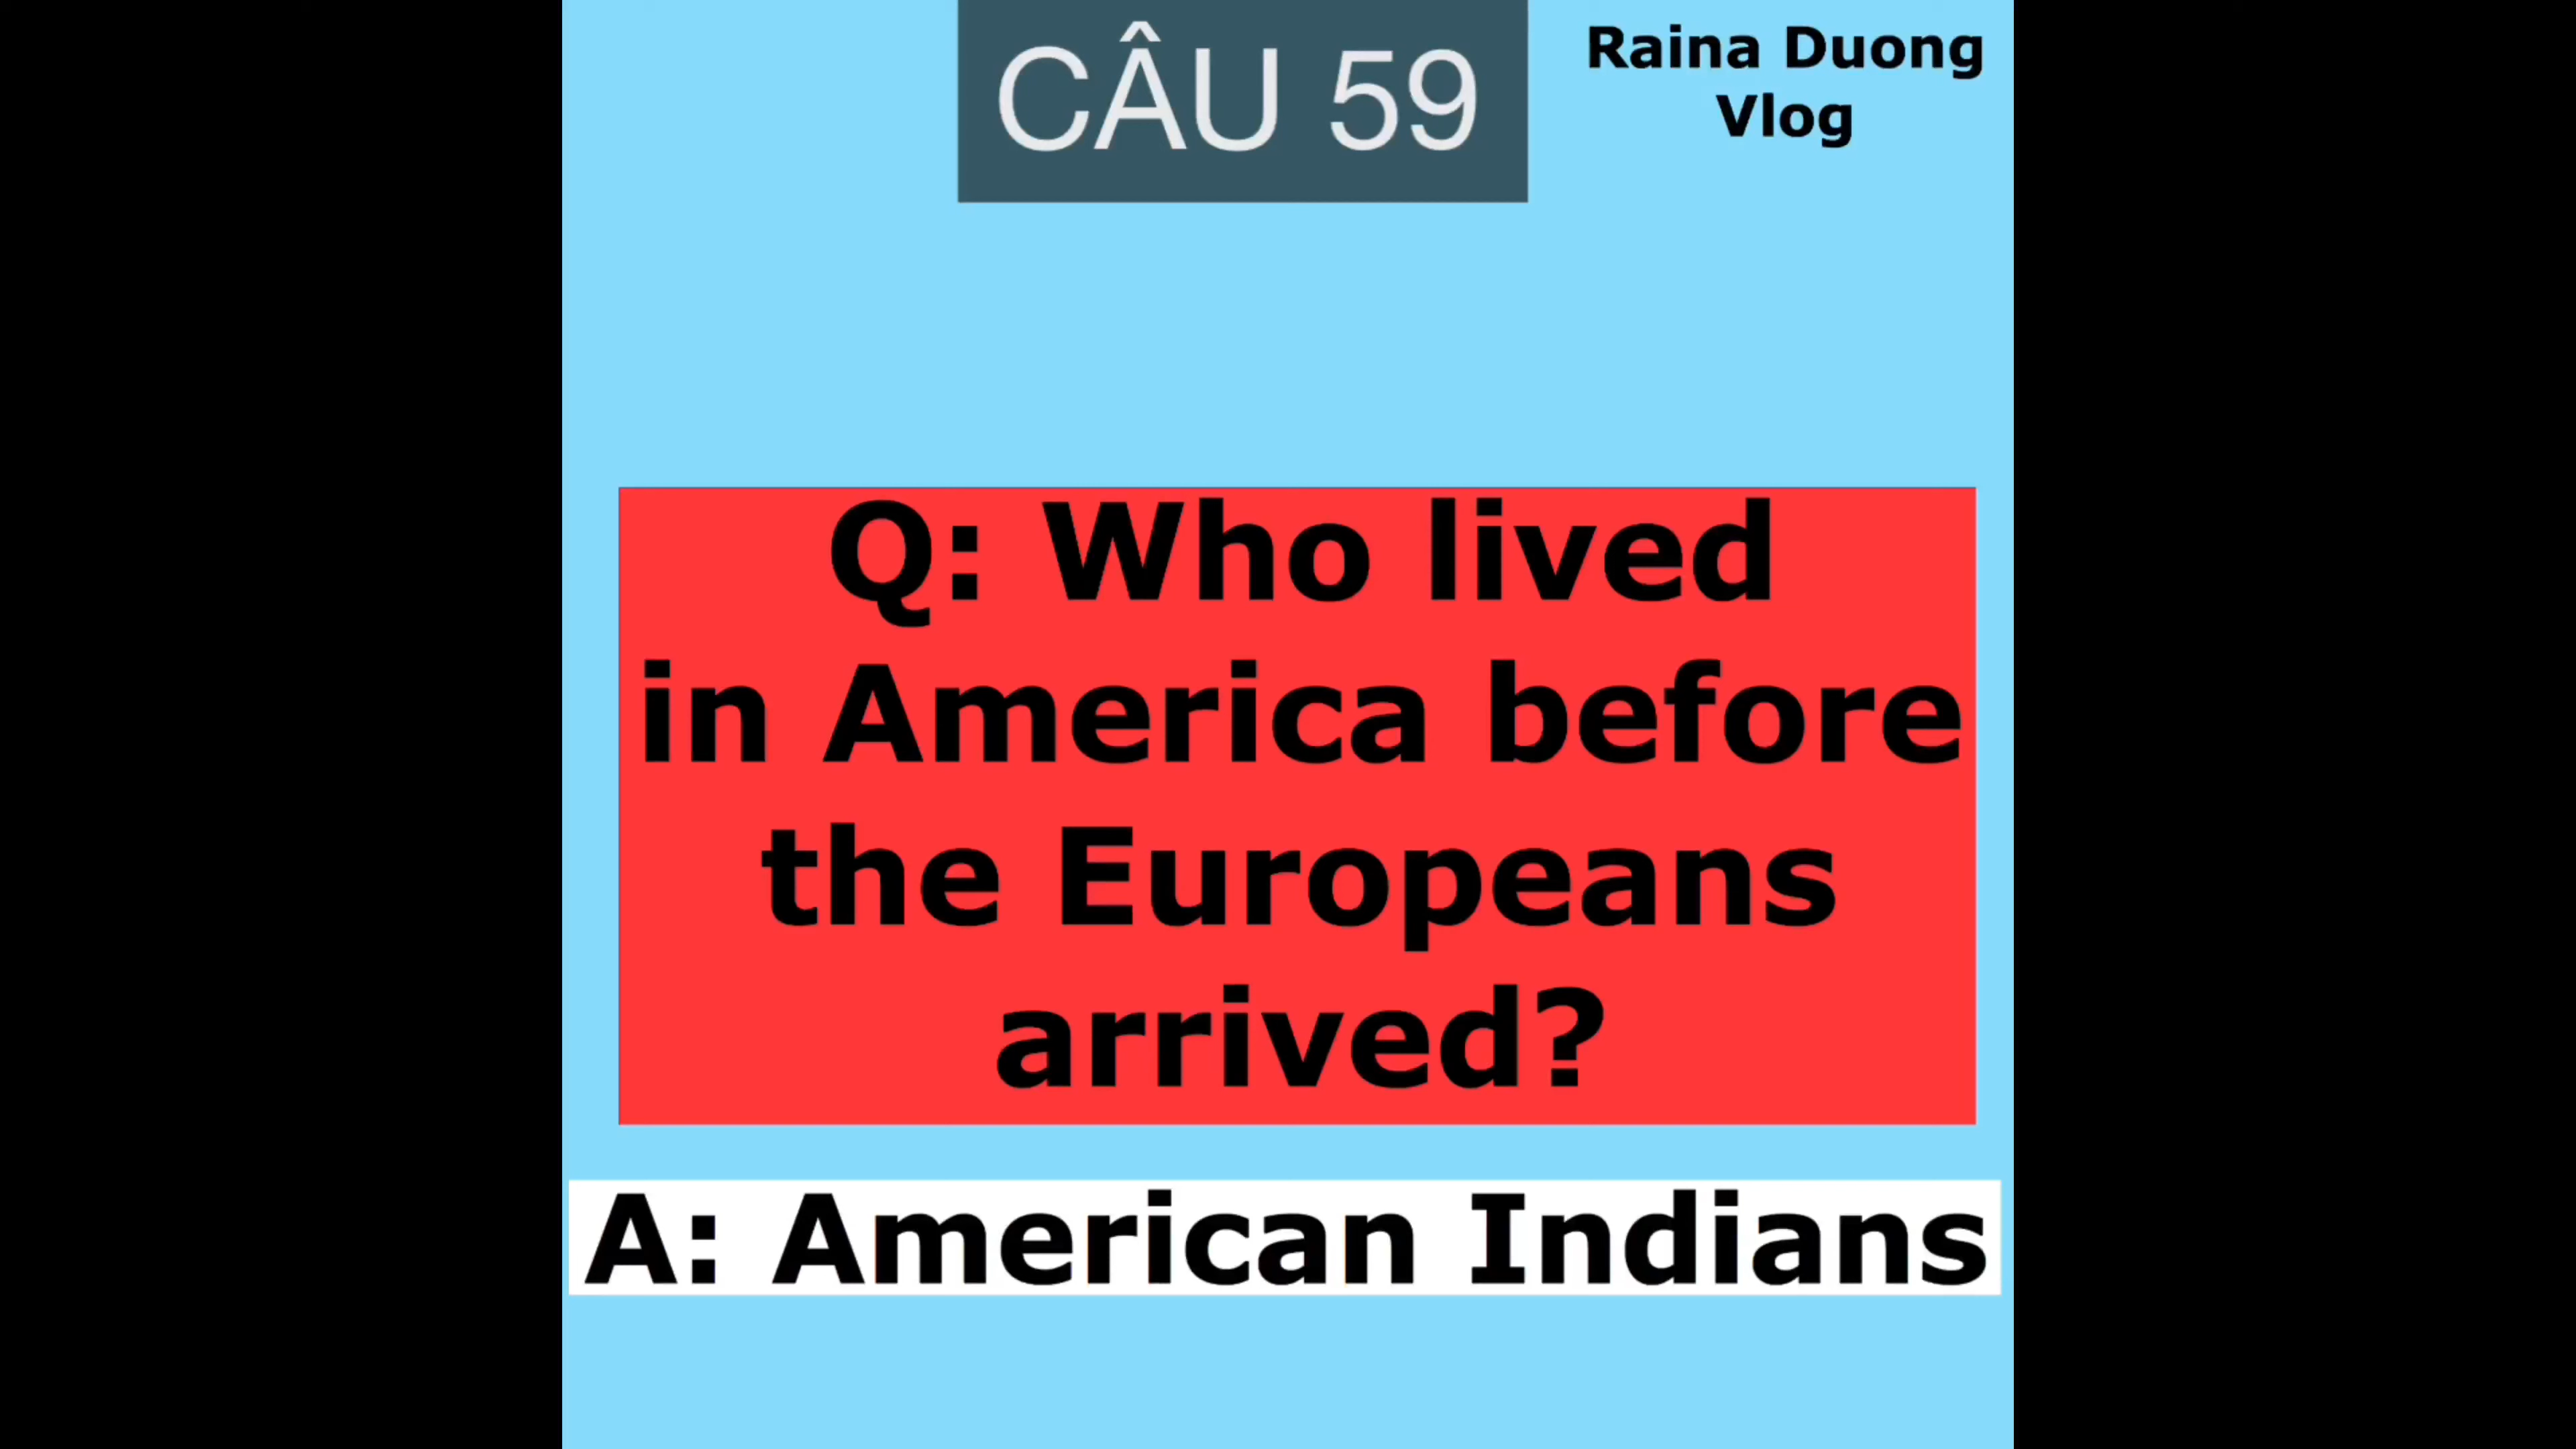 CÂU 59
Raina Duong
Vlog
Q: Who lived
in America before
the Europeans
arrived?
A: American Indians